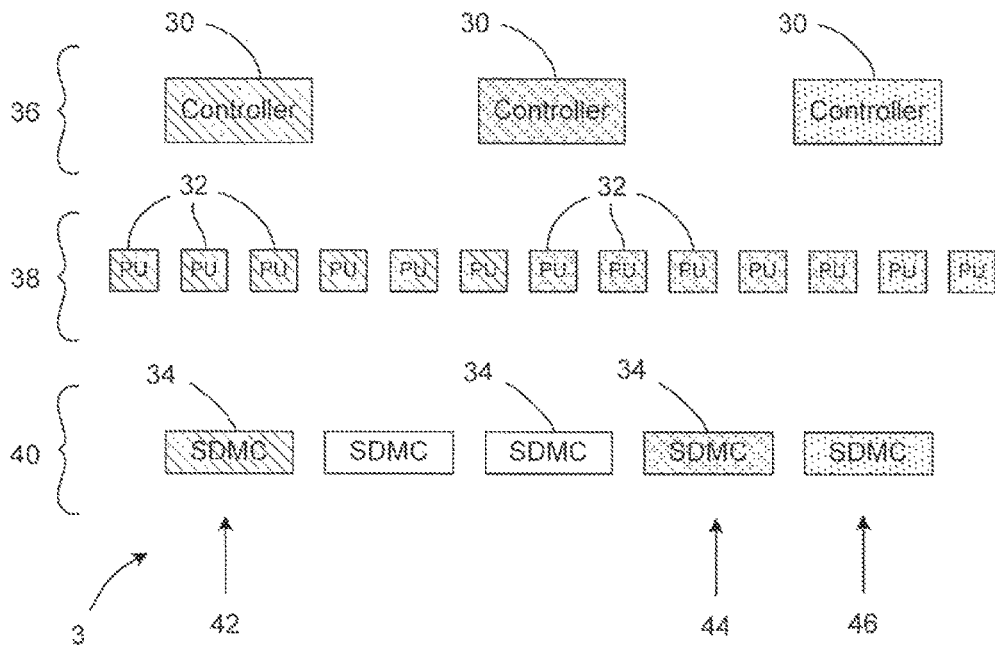 30 30 30
36
Controller Controller Controller
32 32
38
PU PU PU PU PU PU PU PU PU PU PU PU PU
34 34 34
40
SDMC SDMC SDMC SDMC SDMC
3 42 44 46